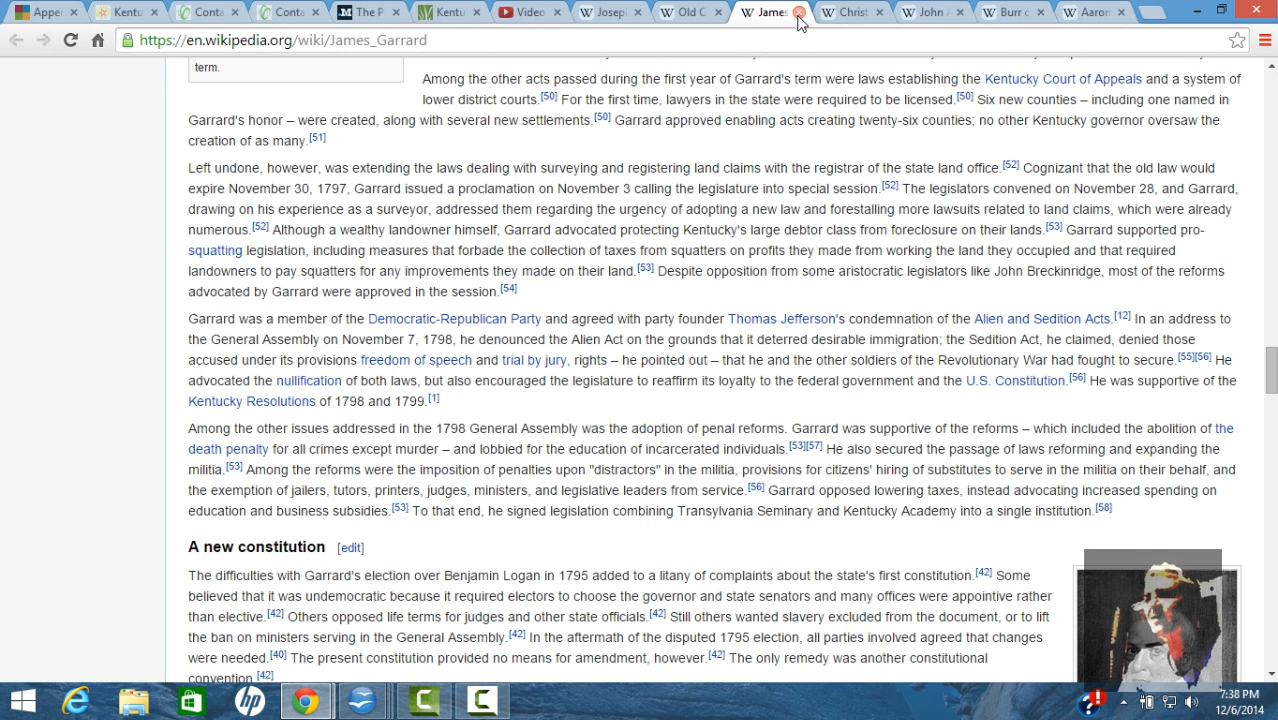 Apper
Kentu
Conta
Conta
The P
Kentu
Video
Joseph
Old C
James
Christ
John A
Burr c
Aaron
https://en.wikipedia.org/wiki/James_Garrard
term.
Among the other acts passed during the first year of Garrard's term were laws establishing the Kentucky Court of Appeals and a system of
lower district courts.[50] For the first time, lawyers in the state were required to be licensed.[50] Six new counties – including one named in
Garrard's honor – were created, along with several new settlements.[50] Garrard approved enabling acts creating twenty-six counties; no other Kentucky governor oversaw the
creation of as many.[51]
Left undone, however, was extending the laws dealing with surveying and registering land claims with the registrar of the state land office.[52] Cognizant that the old law would
expire November 30, 1797, Garrard issued a proclamation on November 3 calling the legislature into special session.[52] The legislators convened on November 28, and Garrard,
drawing on his experience as a surveyor, addressed them regarding the urgency of adopting a new law and forestalling more lawsuits related to land claims, which were already
numerous.[52] Although a wealthy landowner himself, Garrard advocated protecting Kentucky's large debtor class from foreclosure on their lands.[53] Garrard supported pro-
squatting legislation, including measures that forbade the collection of taxes from squatters on profits they made from working the land they occupied and that required
landowners to pay squatters for any improvements they made on their land.[53] Despite opposition from some aristocratic legislators like John Breckinridge, most of the reforms
advocated by Garrard were approved in the session.[54]
Garrard was a member of the Democratic-Republican Party and agreed with party founder Thomas Jefferson's condemnation of the Alien and Sedition Acts.[12] In an address to
the General Assembly on November 7, 1798, he denounced the Alien Act on the grounds that it deterred desirable immigration; the Sedition Act, he claimed, denied those
accused under its provisions freedom of speech and trial by jury, rights – he pointed out – that he and the other soldiers of the Revolutionary War had fought to secure.[55][56] He
advocated the nullification of both laws, but also encouraged the legislature to reaffirm its loyalty to the federal government and the U.S. Constitution.[56] He was supportive of the
Kentucky Resolutions of 1798 and 1799.[1]
Among the other issues addressed in the 1798 General Assembly was the adoption of penal reforms. Garrard was supportive of the reforms – which included the abolition of the
death penalty for all crimes except murder – and lobbied for the education of incarcerated individuals.[53][57] He also secured the passage of laws reforming and expanding the
militia.[53] Among the reforms were the imposition of penalties upon "distractors" in the militia, provisions for citizens' hiring of substitutes to serve in the militia on their behalf, and
the exemption of jailers, tutors, printers, judges, ministers, and legislative leaders from service.[56] Garrard opposed lowering taxes, instead advocating increased spending on
education and business subsidies.[53] To that end, he signed legislation combining Transylvania Seminary and Kentucky Academy into a single institution.[58]
A new constitution [edit]
The difficulties with Garrard's election over Benjamin Logan in 1795 added to a litany of complaints about the state's first constitution.[42] Some
believed that it was undemocratic because it required electors to choose the governor and state senators and many offices were appointive rather
than elective.[42] Others opposed life terms for judges and other state officials.[42] Still others wanted slavery excluded from the document, or to lift
the ban on ministers serving in the General Assembly.[42] In the aftermath of the disputed 1795 election, all parties involved agreed that changes
were needed.[40] The present constitution provided no means for amendment, however.[42] The only remedy was another constitutional
convention.[42]
7:38 PM
12/6/2014